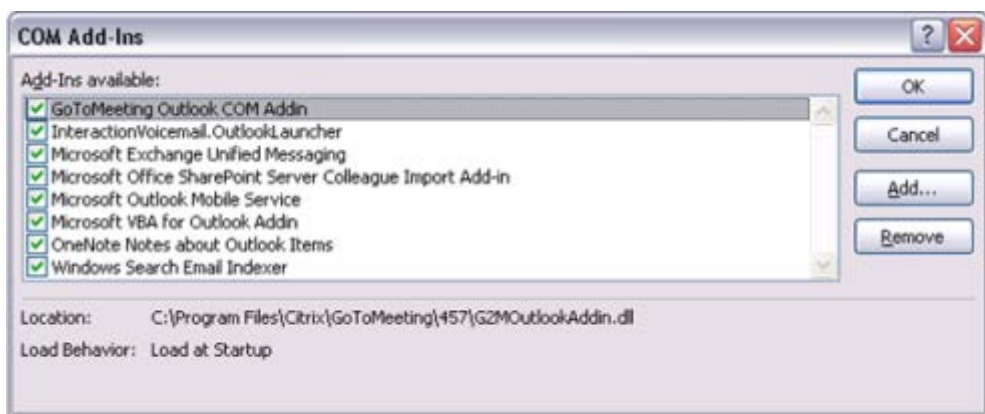 COM Add-Ins
?
Add-Ins available:
GoToMeeting Outlook COM Addin
InteractionVoicemail.OutlookLauncher
Microsoft Exchange Unified Messaging
Microsoft Office SharePoint Server Colleague Import Add-in
Microsoft Outlook Mobile Service
Microsoft VBA for Outlook Addin
OneNote Notes about Outlook Items
Windows Search Email Indexer
OK
Cancel
Add...
Remove
Location: C:\Program Files\Citrix\GoToMeeting\457\G2MOutlookAddin.dll
Load Behavior: Load at Startup